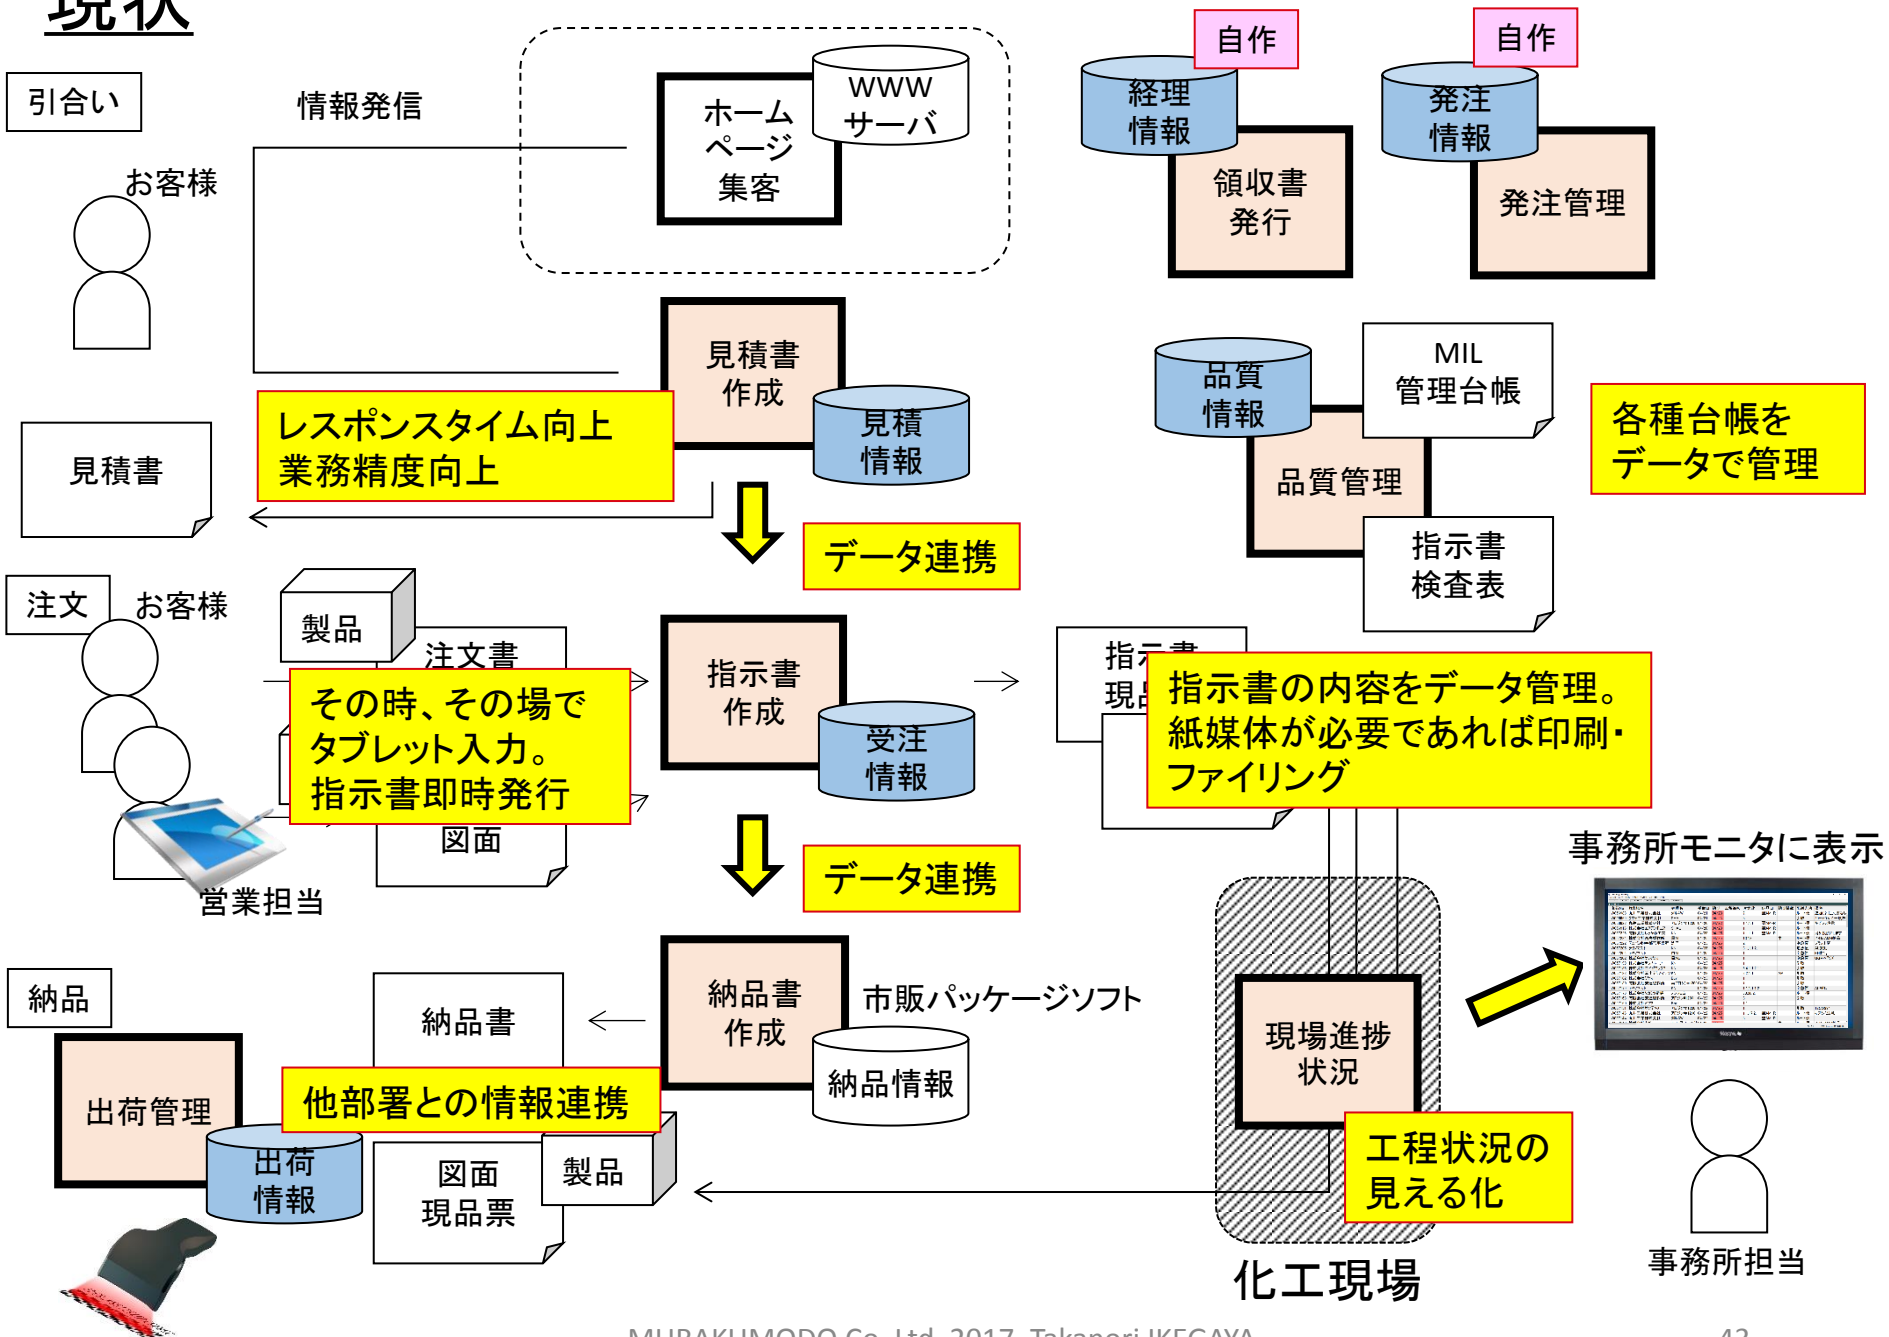 現状
引合い
情報発信
お客様
ホーム
ページ
集客
WWW
サーバ
自作
経理
情報
領収書
発行
自作
発注
情報
発注管理
見積書
作成
見積
情報
レスポンスタイム向上
業務精度向上
見積書
データ連携
品質
情報
品質管理
MIL
管理台帳
指示書
検査表
各種台帳を
データで管理
注文
お客様
製品
注文書
その時、その場で
タブレット入力。
指示書即時発行
図面
営業担当
指示書
作成
受注
情報
指示書
現品
指示書の内容をデータ管理。
紙媒体が必要であれば印刷・
ファイリング
データ連携
事務所モニタに表示
納品
出荷管理
出荷
情報
納品書
他部署との情報連携
図面
現品票
製品
納品書
作成
市販パッケージソフト
納品情報
現場進捗
状況
工程状況の
見える化
化工現場
事務所担当
MURAKUMODO Co.,Ltd. 2017, Takanori IKEGAYA
43